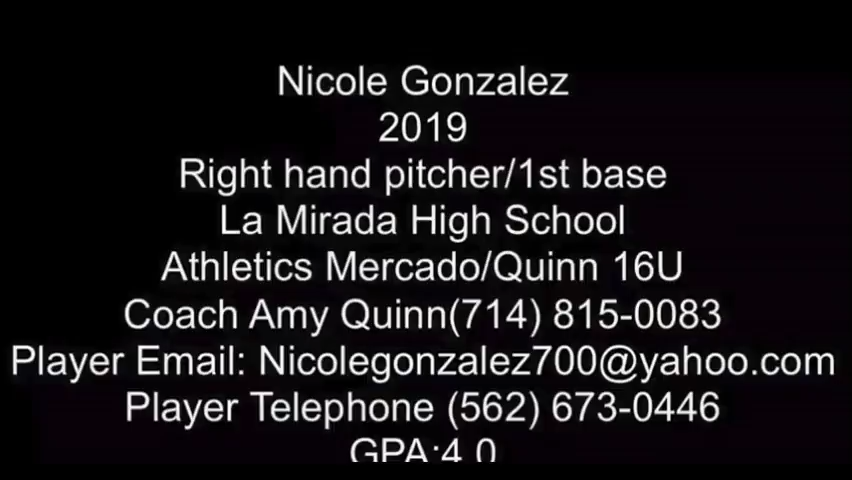 Nicole Gonzalez
2019
Right hand pitcher/1st base
La Mirada High School
Athletics Mercado/Quinn 16U
Coach Amy Quinn(714) 815-0083
Player Email: Nicolegonzalez700@yahoo.com
Player Telephone (562) 673-0446
GPA:4.0